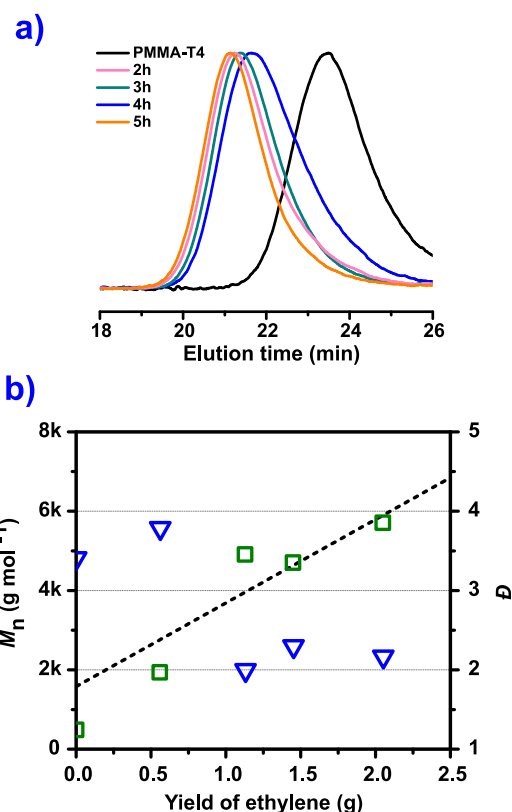 a)
PMMA-T4
2h
3h
4h
5h
18 20 22 24 26
Elution time (min)
b)
8k
6k
4k
2k
0
Mn (g mol -1)
5
4
3
2
1
Đ
0.0 0.5 1.0 1.5 2.0 2.5
Yield of ethylene (g)